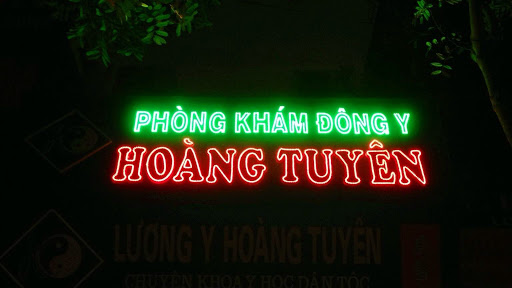 PHÒNG KHÁM ĐÔNG Y
HOÀNG TUYÊN
LƯƠNG Y HOÀNG TUYÊN
CHUYÊN KHOA Y HỌC DÂN TỘC